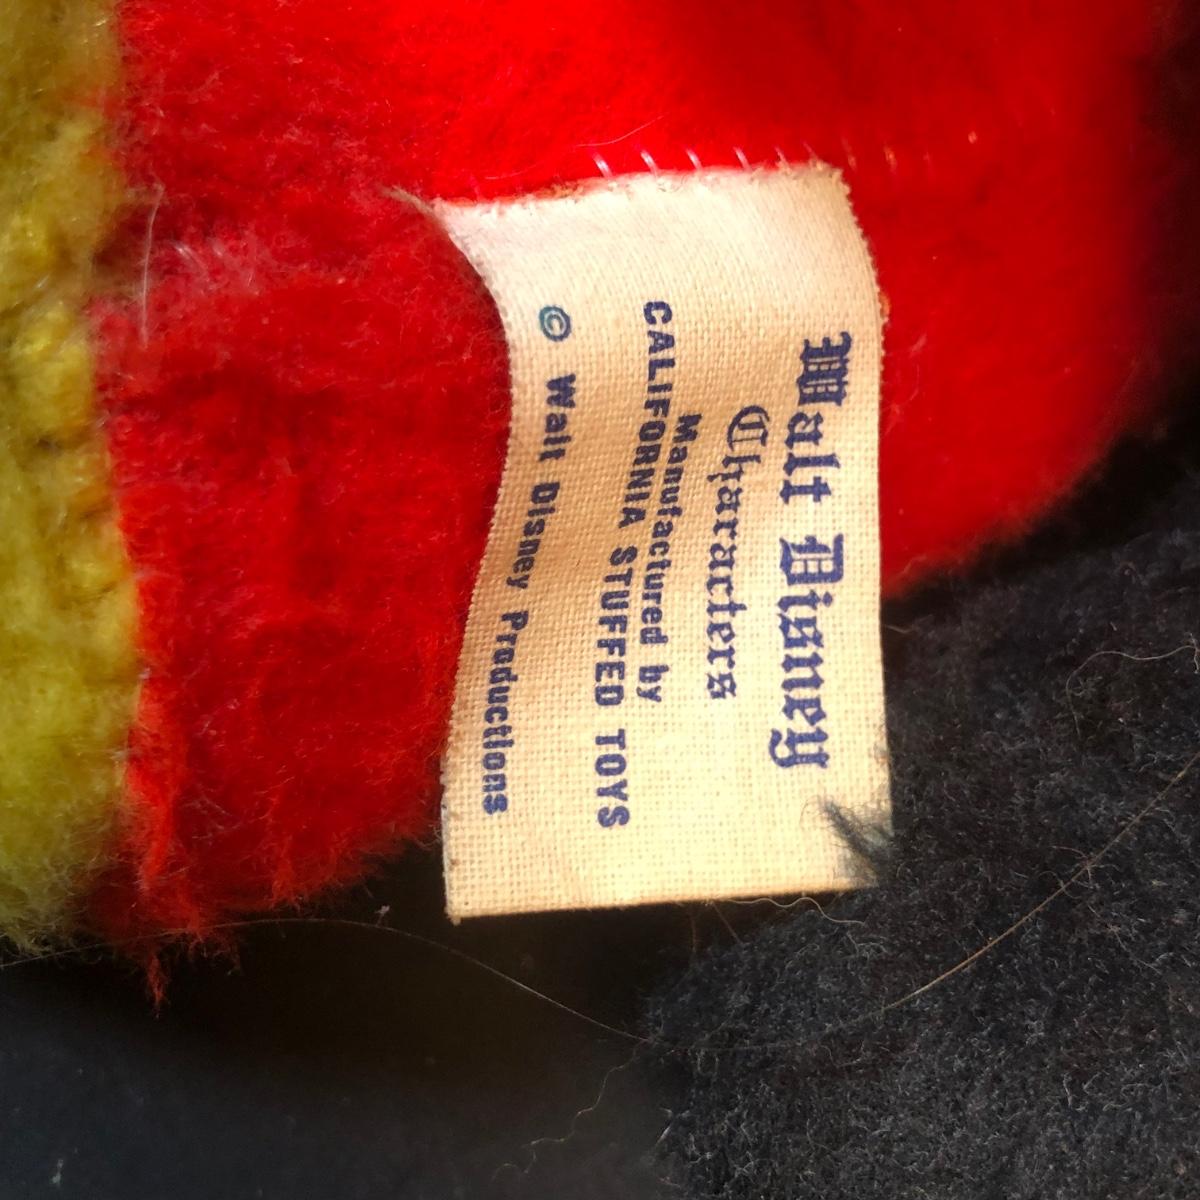 Walt Disney
Characters
Manufactured by
CALIFORNIA STUFFED TOYS
© Walt Disney Productions